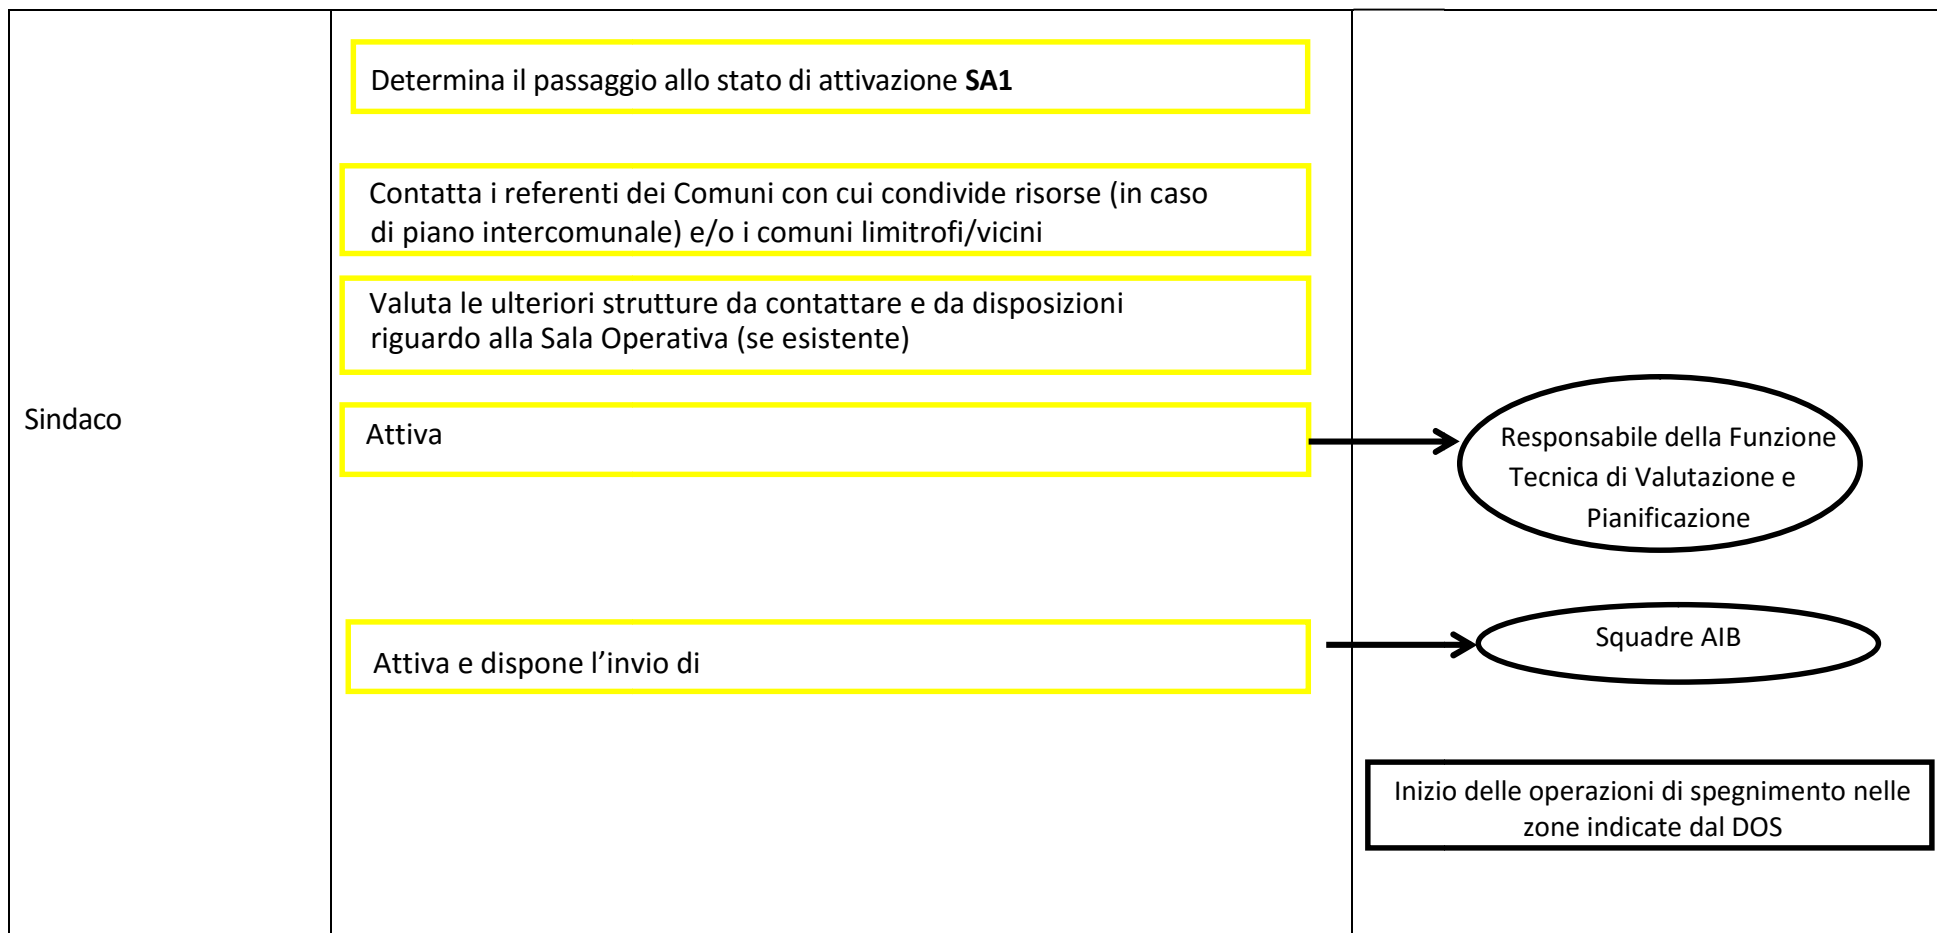 Sindaco
Determina il passaggio allo stato di attivazione SA1
Contatta i referenti dei Comuni con cui condivide risorse (in caso
di piano intercomunale) e/o i comuni limitrofi/vicini
Valuta le ulteriori strutture da contattare e da disposizioni
riguardo alla Sala Operativa (se esistente)
Attiva
Responsabile della Funzione
Tecnica di Valutazione e
Pianificazione
Attiva e dispone l’invio di
Squadre AIB
Inizio delle operazioni di spegnimento nelle
zone indicate dal DOS